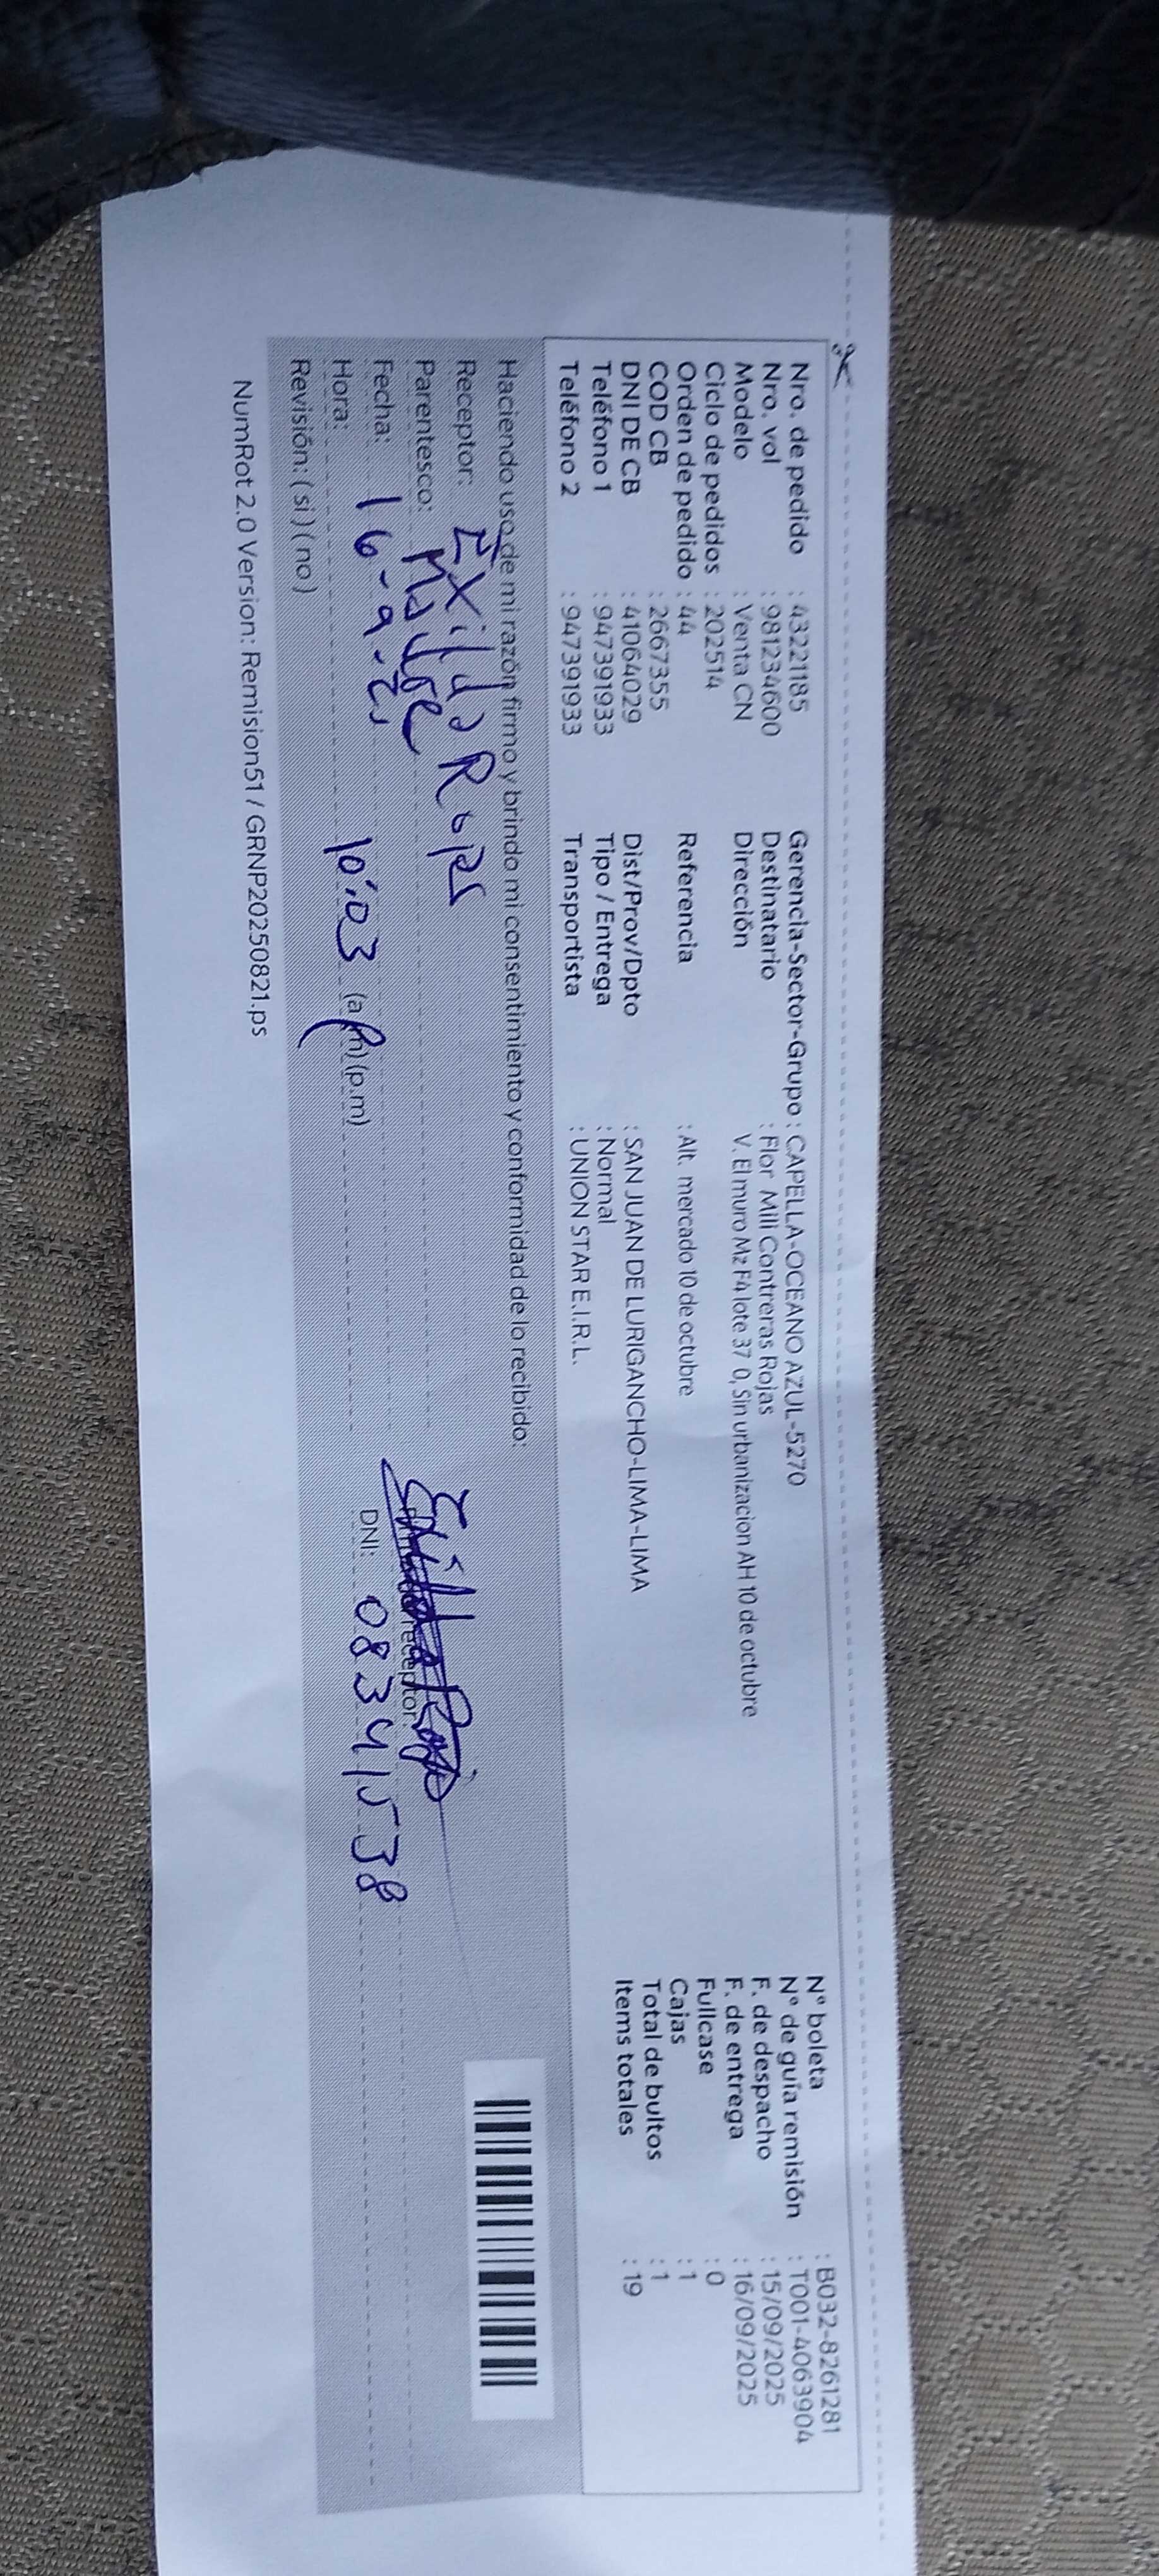 Nro. de pedido : 43221185
Nro. vol : 981234600
Modelo : Venta CN
Ciclo de pedidos : 202514
Orden de pedido : 44
COD CB : 2667355
DNI DE CB : 41064029
Teléfono 1 : 947391933
Teléfono 2 : 947391933
Gerencia-Sector-Grupo : CAPELLA-OCEANO AZUL-5270
Destinatario : Flor Mili Contreras Rojas
Dirección V. El muro Mz F4 lote 37 0, Sin urbanizacion AH 10 de octubre
Referencia : Alt. mercado 10 de octubre
Dist/Prov/Dpto : SAN JUAN DE LURIGANCHO-LIMA-LIMA
Tipo / Entrega : Normal
Transportista : UNION STAR E.I.R.L.
Nº boleta : B032-8261281
Nº de guía remisión : T001-4063904
F. de despacho : 15/09/2025
F. de entrega : 16/09/2025
Fullcase : 0
Cajas : 1
Total de bultos : 1
Items totales : 19
Haciendo uso de mi razón firmo y brindo mi consentimiento y conformidad de lo recibido:
Receptor: Exilda Rojas
Parentesco: Madre
Fecha: 16-9-25
Hora: 10:03 (a.m) (p.m)
Revisión: ( si ) ( no )
receptor
DNI: 08341538
NumRot 2.0 Version: Remision51 / GRNP20250821.ps